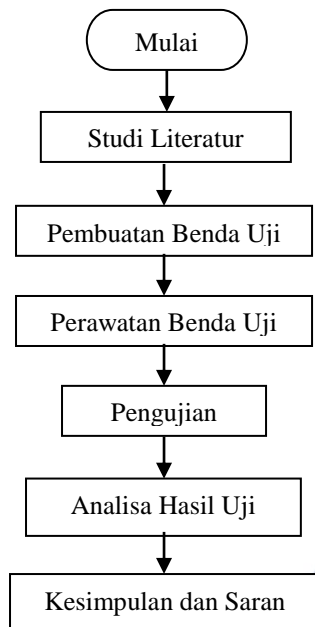 Mulai
Studi Literatur
Pembuatan Benda Uji
Perawatan Benda Uji
Pengujian
Analisa Hasil Uji
Kesimpulan dan Saran